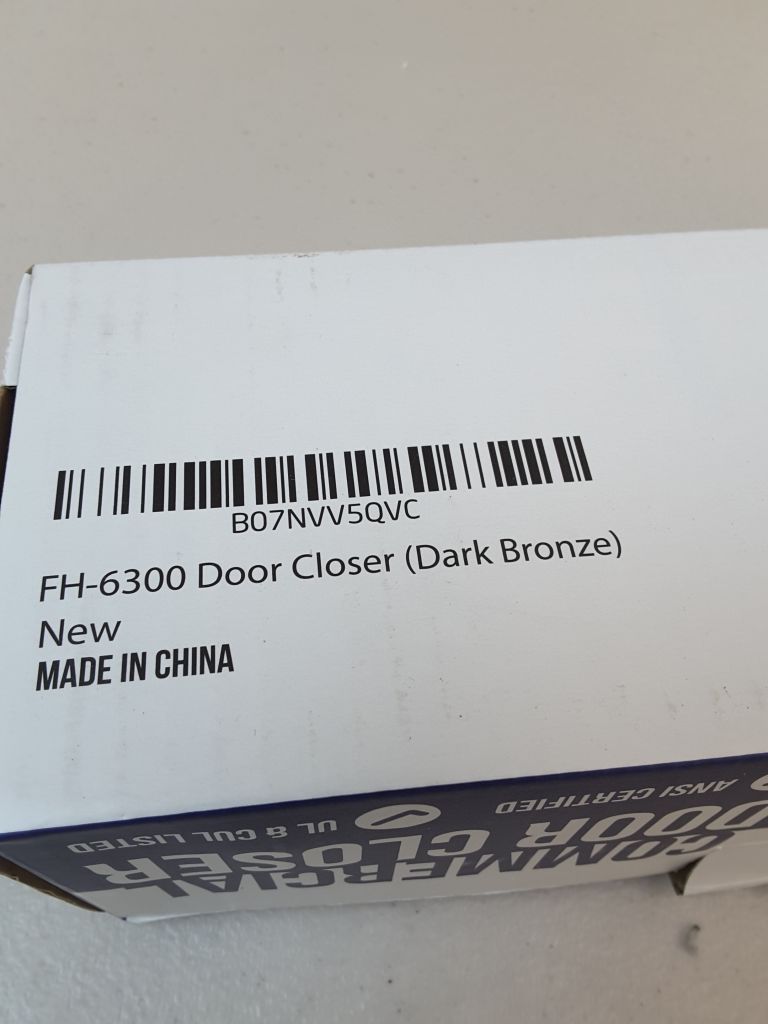 B07NVV5QVC
FH-6300 Door Closer (Dark Bronze)
New
MADE IN CHINA
COMMERCIAL
DOOR CLOSER
ANSI CERTIFIED
UL & CUL LISTED